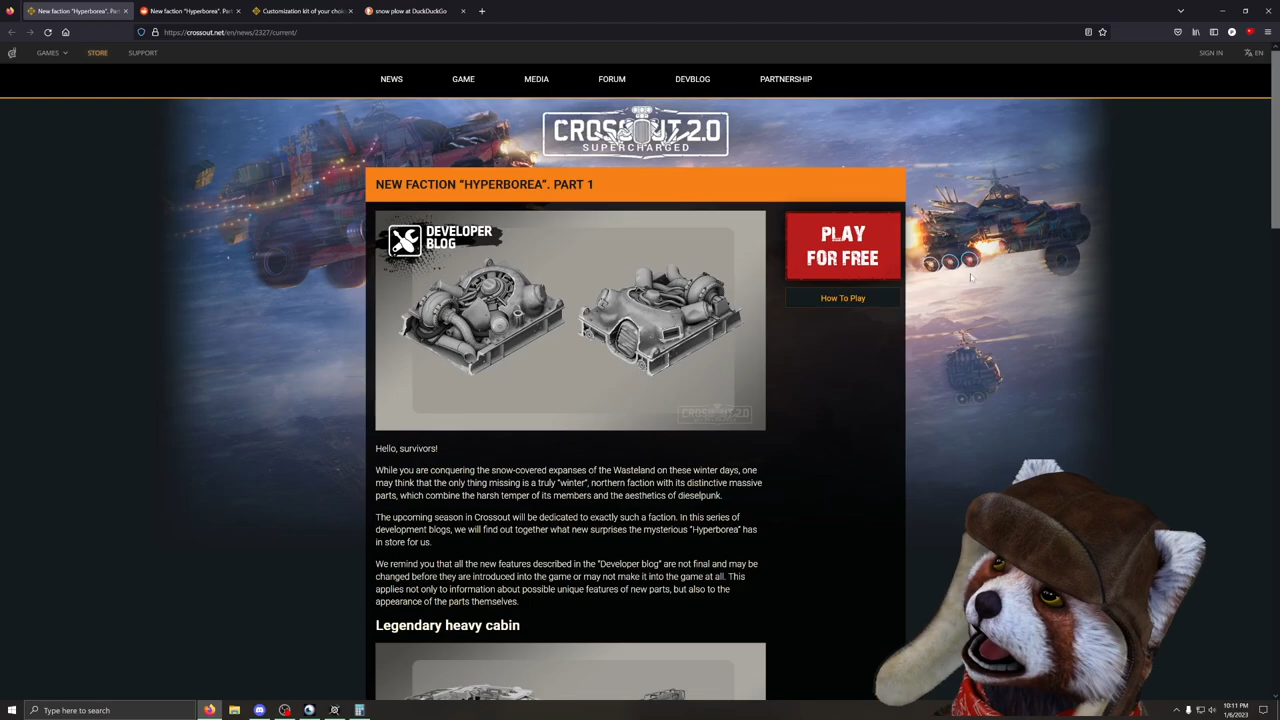 New faction "Hyperborea". Part
New faction "Hyperborea". Part
Customization kit of your choic
snow plow at DuckDuckGo
https://crossout.net/en/news/2327/current/
GAMES
STORE
SUPPORT
SIGN IN
EN
NEWS
GAME
MEDIA
FORUM
DEVBLOG
PARTNERSHIP
CROSSOUT 2.0
SUPERCHARGED
NEW FACTION “HYPERBOREA”. PART 1
DEVELOPER
BLOG
CROSSOUT 2.0
PLAY
FOR FREE
How To Play
Hello, survivors!
While you are conquering the snow-covered expanses of the Wasteland on these winter days, one
may think that the only thing missing is a truly “winter”, northern faction with its distinctive massive
parts, which combine the harsh temper of its members and the aesthetics of dieselpunk.
The upcoming season in Crossout will be dedicated to exactly such a faction. In this series of
development blogs, we will find out together what new surprises the mysterious “Hyperborea” has
in store for us.
We remind you that all the new features described in the “Developer blog” are not final and may be
changed before they are introduced into the game or may not make it into the game at all. This
applies not only to information about possible unique features of new parts, but also to the
appearance of the parts themselves.
Legendary heavy cabin
Type here to search
10:11 PM
1/6/2023